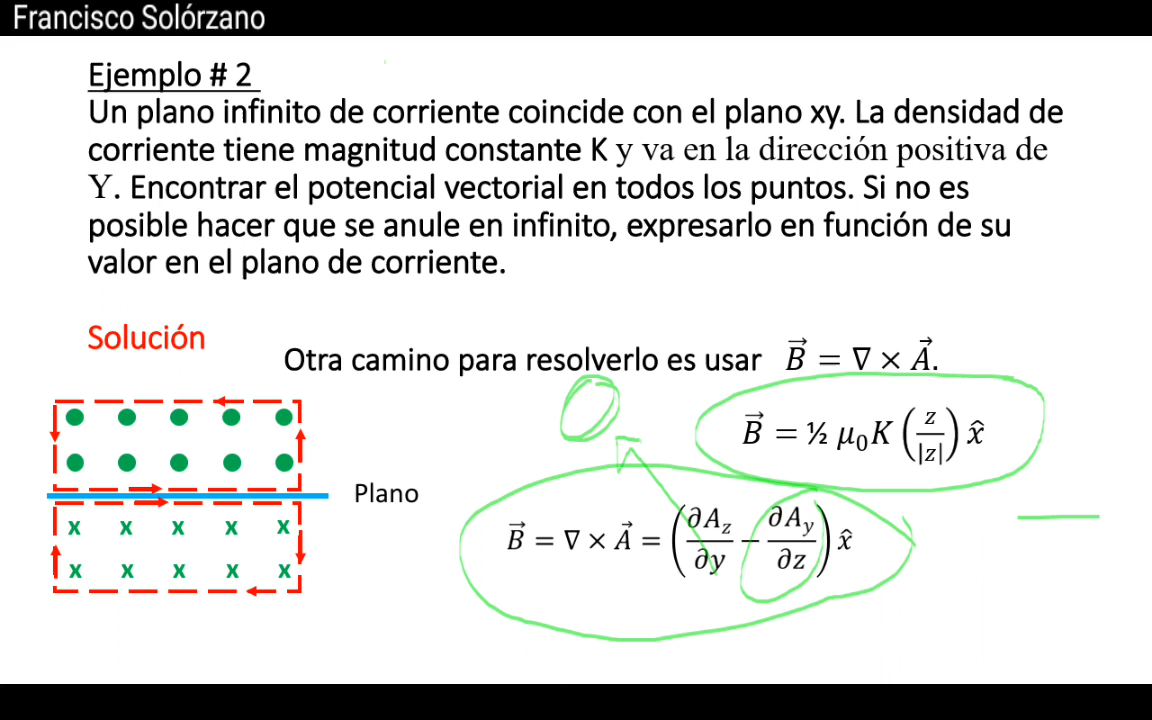 Francisco Solórzano
Ejemplo # 2
Un plano infinito de corriente coincide con el plano xy. La densidad de
corriente tiene magnitud constante K y va en la dirección positiva de
Y. Encontrar el potencial vectorial en todos los puntos. Si no es
posible hacer que se anule en infinito, expresarlo en función de su
valor en el plano de corriente.
Solución
Otra camino para resolverlo es usar B⃗ = ∇ × A⃗.
B⃗ = ½ μ₀K (z/|z|) x̂
Plano
B⃗ = ∇ × A⃗ = (∂A_z/∂y − ∂A_y/∂z) x̂
x x x x x
x x x x x
0